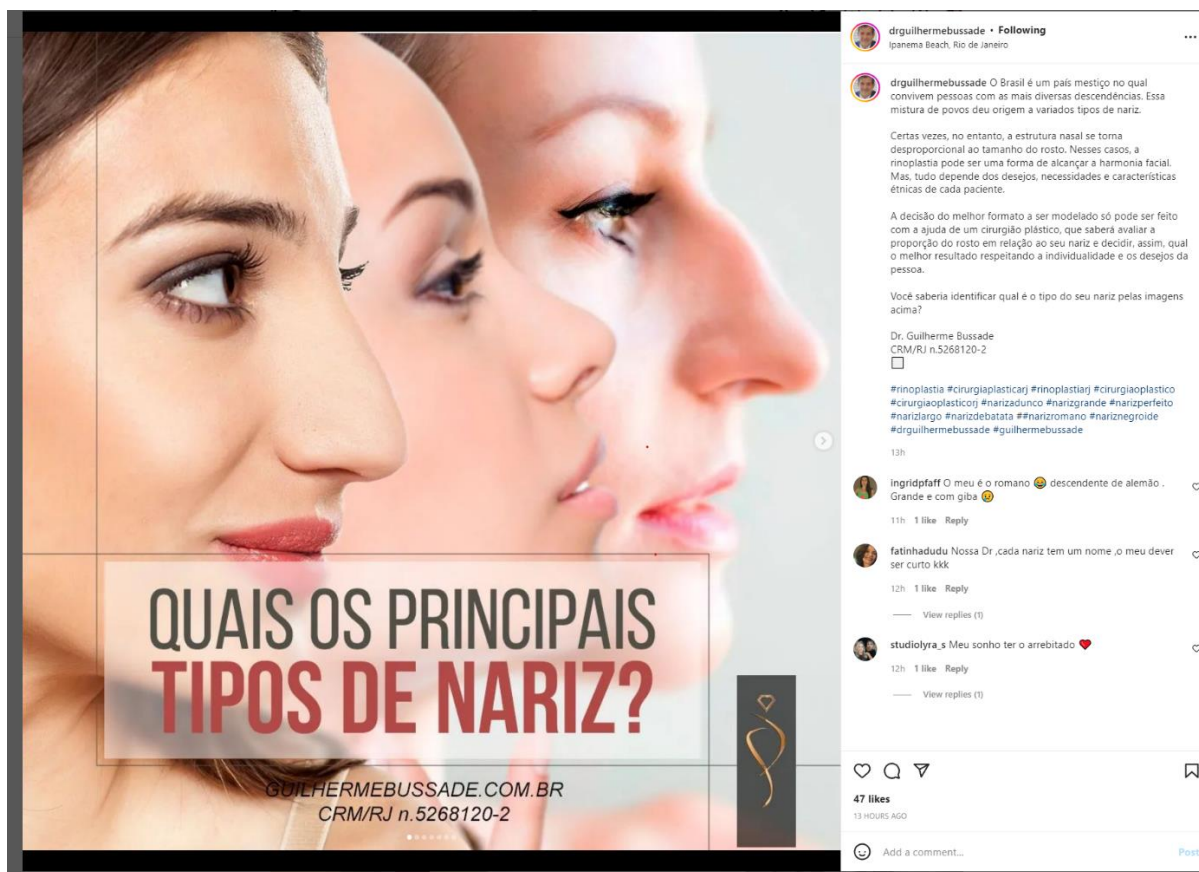 QUAIS OS PRINCIPAIS
TIPOS DE NARIZ?
GUILHERMEBUSSADE.COM.BR
CRM/RJ n.5268120-2
drguilhermebussade • Following
Ipanema Beach, Rio de Janeiro
drguilhermebussade O Brasil é um país mestiço no qual
convivem pessoas com as mais diversas descendências. Essa
mistura de povos deu origem a variados tipos de nariz.
Certas vezes, no entanto, a estrutura nasal se torna
desproporcional ao tamanho do rosto. Nesses casos, a
rinoplastia pode ser uma forma de alcançar a harmonia facial.
Mas, tudo depende dos desejos, necessidades e características
étnicas de cada paciente.
A decisão do melhor formato a ser modelado só pode ser feito
com a ajuda de um cirurgião plástico, que saberá avaliar a
proporção do rosto em relação ao seu nariz e decidir, assim, qual
o melhor resultado respeitando a individualidade e os desejos da
pessoa.
Você saberia identificar qual é o tipo do seu nariz pelas imagens
acima?
Dr. Guilherme Bussade
CRM/RJ n.5268120-2
#rinoplastia #cirurgiaplasticarj #rinoplastiarj #cirurgiaoplastico
#cirurgiaoplasticorj #narizadunco #narizgrande #narizperfeito
#narizlargo #narizdebatata ##narizromano #nariznegroide
#drguilhermebussade #guilhermebussade
13h
ingridpfaff O meu é o romano 😂 descendente de alemão .
Grande e com giba 😢
11h 1 like Reply
fatinhadudu Nossa Dr ,cada nariz tem um nome ,o meu dever
ser curto kkk
12h 1 like Reply
View replies (1)
studiolyra_s Meu sonho ter o arrebitado ❤️
12h 1 like Reply
View replies (1)
47 likes
13 HOURS AGO
Add a comment...
Post